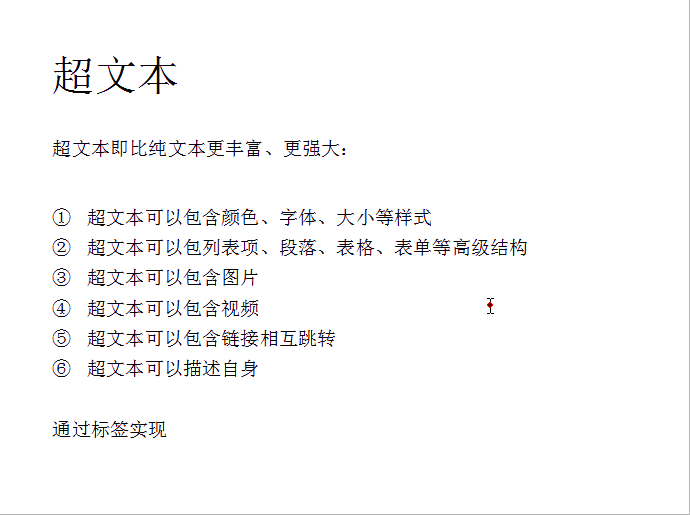 超文本
超文本即比纯文本更丰富、更强大：
① 超文本可以包含颜色、字体、大小等样式
② 超文本可以包列表项、段落、表格、表单等高级结构
③ 超文本可以包含图片
④ 超文本可以包含视频
⑤ 超文本可以包含链接相互跳转
⑥ 超文本可以描述自身
通过标签实现